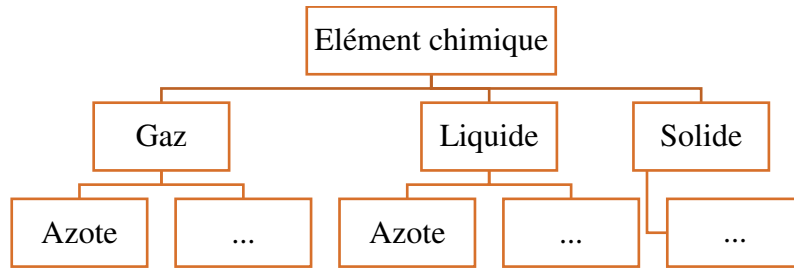 Elément chimique
Gaz
Liquide
Solide
Azote
...
Azote
...
...